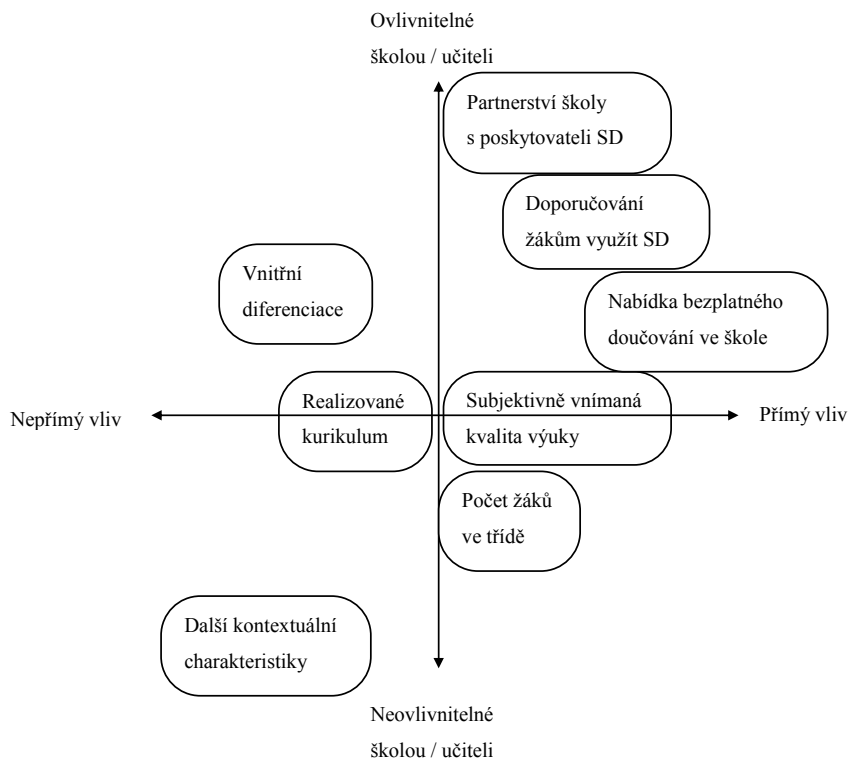 Ovlivnitelné
školou / učiteli
Partnerství školy
s poskytovateli SD
Doporučování
žákům využít SD
Vnitřní
diferenciace
Nabídka bezplatného
doučování ve škole
Nepřímý vliv
Realizované
kurikulum
Subjektivně vnímaná
kvalita výuky
Přímý vliv
Počet žáků
ve třídě
Další kontextuální
charakteristiky
Neovlivnitelné
školou / učiteli